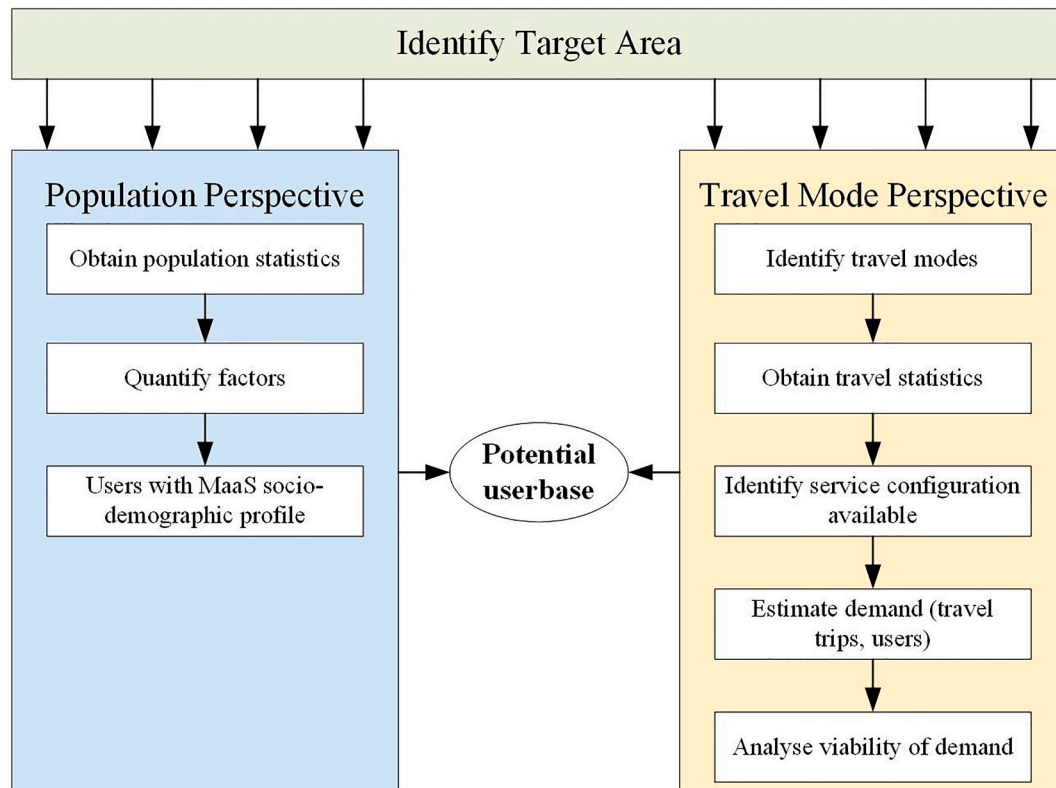 Identify Target Area
Population Perspective
Obtain population statistics
Quantify factors
Users with MaaS socio-
demographic profile
Potential
userbase
Travel Mode Perspective
Identify travel modes
Obtain travel statistics
Identify service configuration
available
Estimate demand (travel
trips, users)
Analyse viability of demand